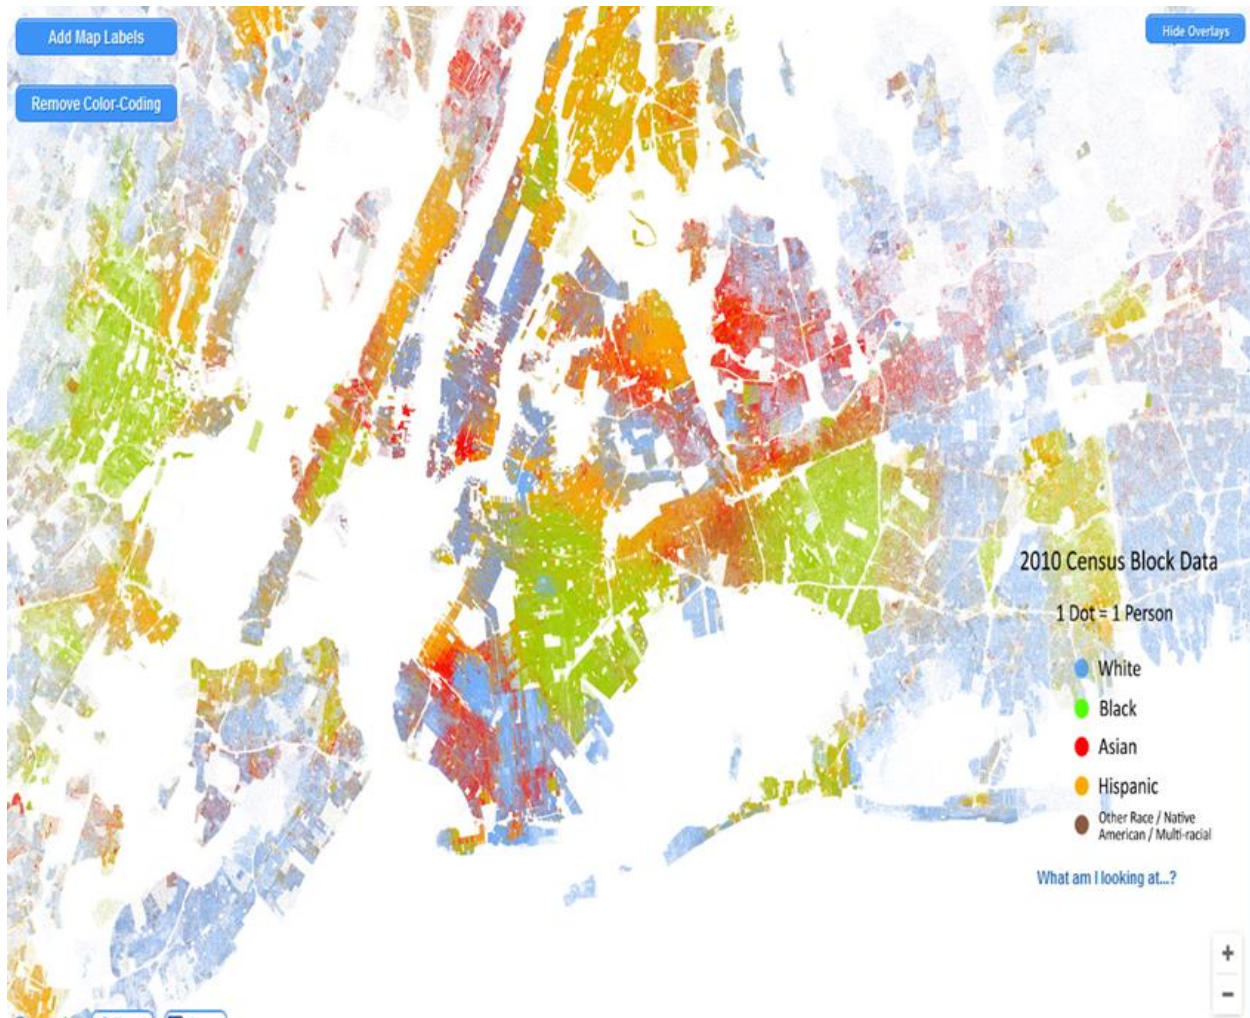 Add Map Labels
Hide Overlays
Remove Color-Coding
2010 Census Block Data
1 Dot = 1 Person
White
Black
Asian
Hispanic
Other Race / Native
American / Multi-racial
What am I looking at...?
+
−